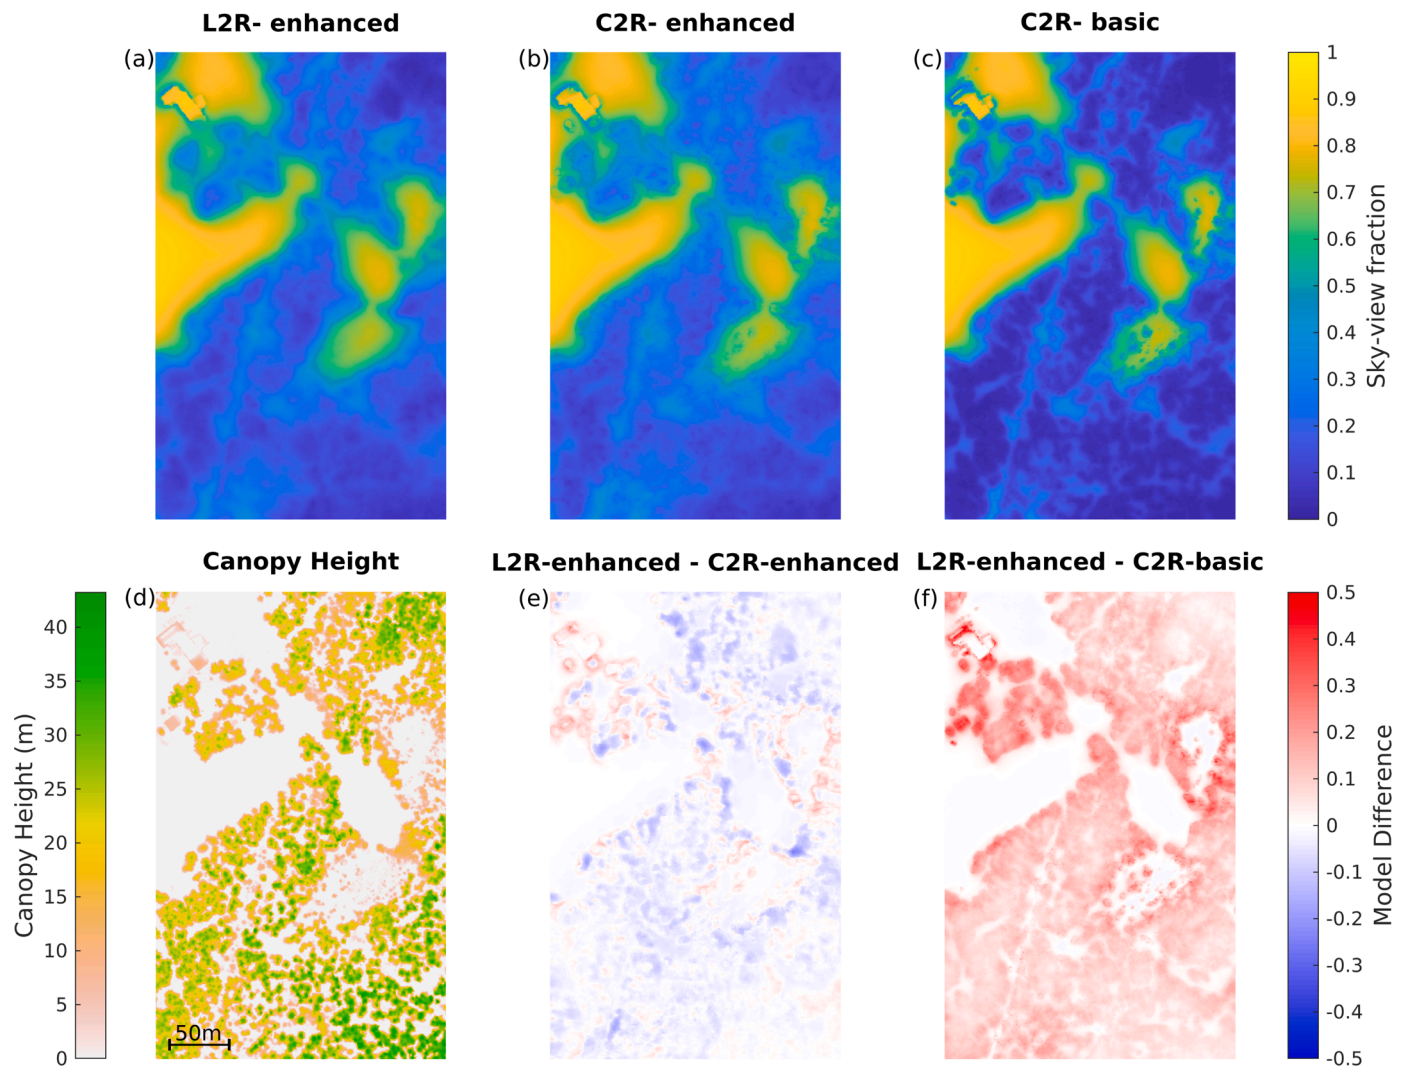 L2R- enhanced
C2R- enhanced
C2R- basic
(a)
(b)
(c)
1
0.9
0.8
0.7
0.6
0.5
0.4
0.3
0.2
0.1
0
Sky-view fraction
Canopy Height
L2R-enhanced - C2R-enhanced
L2R-enhanced - C2R-basic
(d)
(e)
(f)
40
35
30
25
20
15
10
5
0
Canopy Height (m)
50m
0.5
0.4
0.3
0.2
0.1
0
-0.1
-0.2
-0.3
-0.4
-0.5
Model Difference